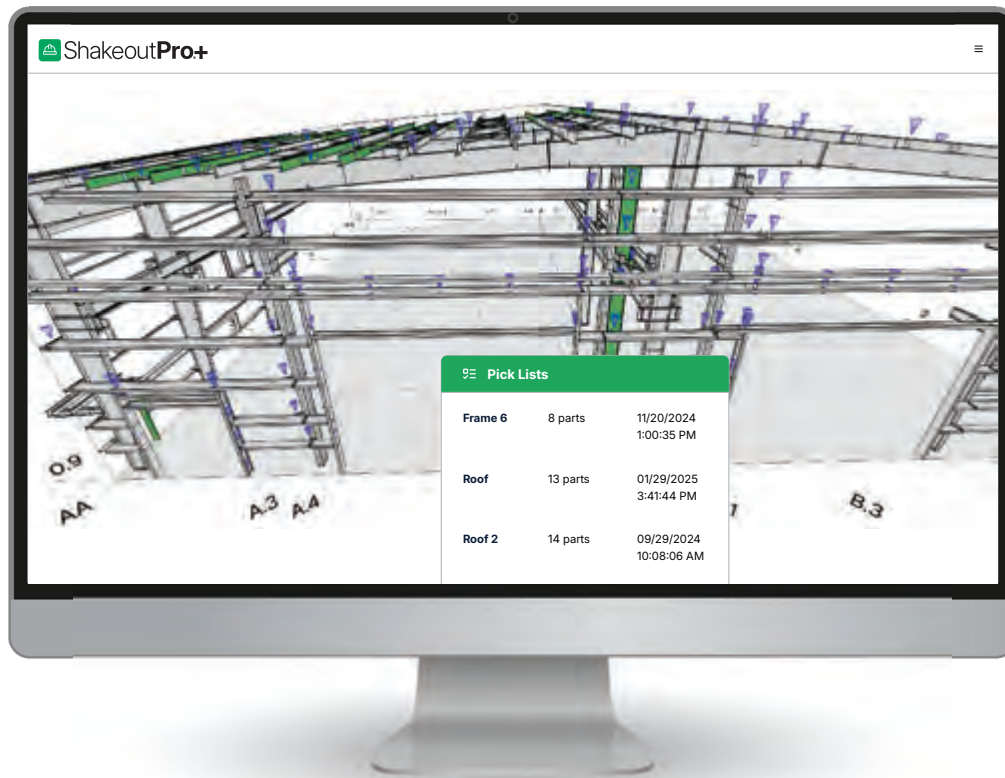 ShakeoutPro+
Pick Lists
Frame 6 8 parts 11/20/2024
1:00:35 PM
Roof 13 parts 01/29/2025
3:41:44 PM
Roof 2 14 parts 09/29/2024
10:08:06 AM
0.9
AA
A.3
A.4
B.3